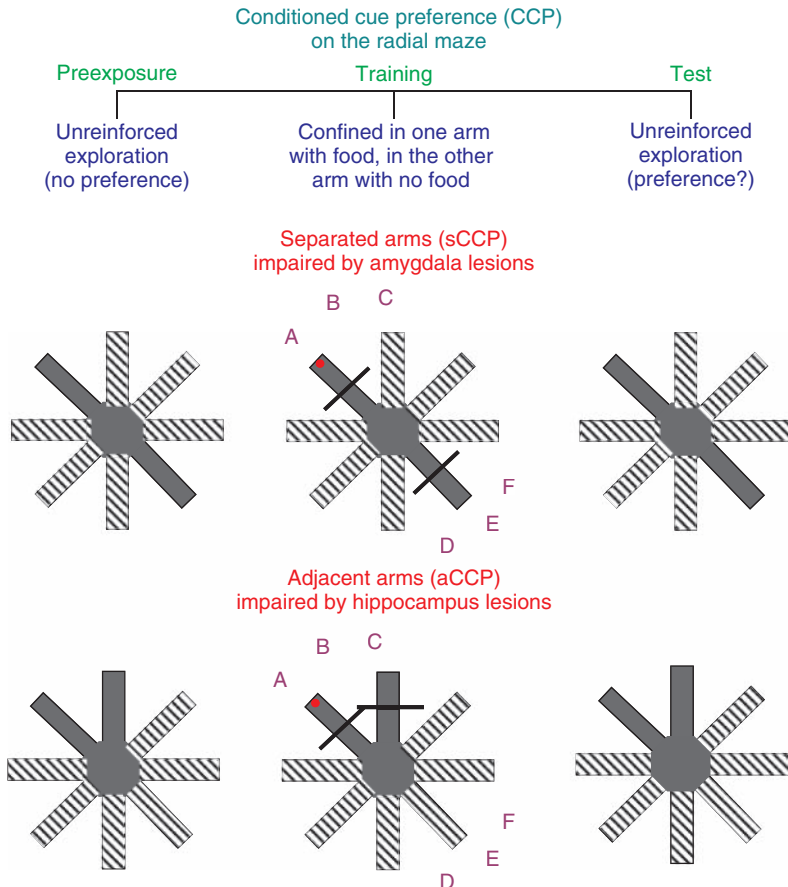 Conditioned cue preference (CCP)
on the radial maze
Preexposure
Training
Test
Unreinforced
exploration
(no preference)
Confined in one arm
with food, in the other
arm with no food
Unreinforced
exploration
(preference?)
Separated arms (sCCP)
impaired by amygdala lesions
A
B
C
F
E
D
Adjacent arms (aCCP)
impaired by hippocampus lesions
A
B
C
F
E
D